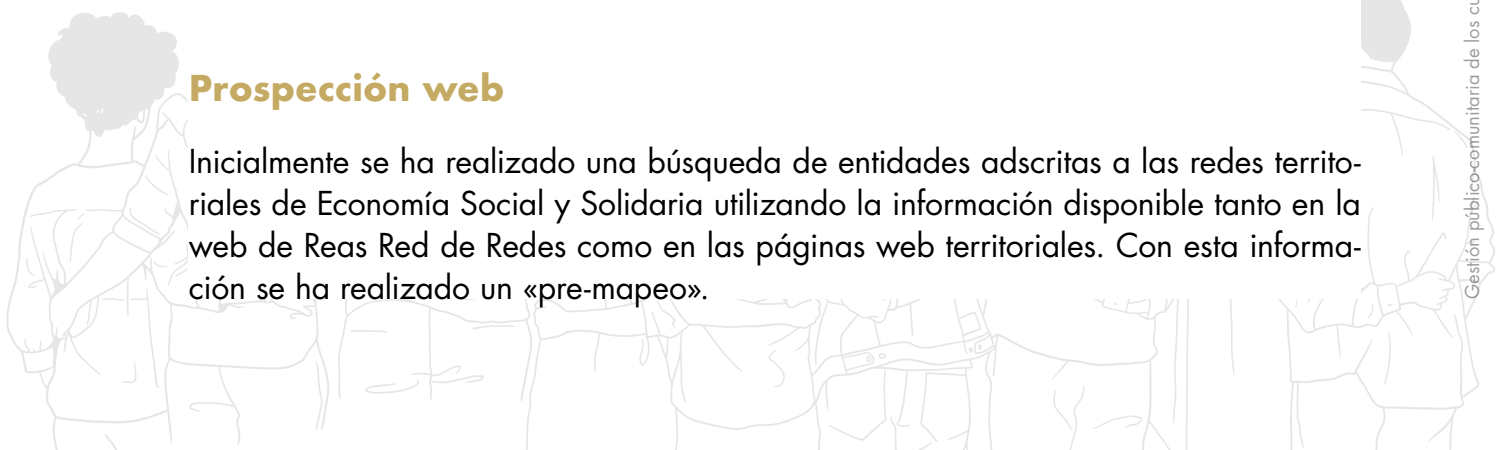 Prospección web
Inicialmente se ha realizado una búsqueda de entidades adscritas a las redes territo-
riales de Economía Social y Solidaria utilizando la información disponible tanto en la
web de Reas Red de Redes como en las páginas web territoriales. Con esta informa-
ción se ha realizado un «pre-mapeo».
Gestión público-comunitaria de los